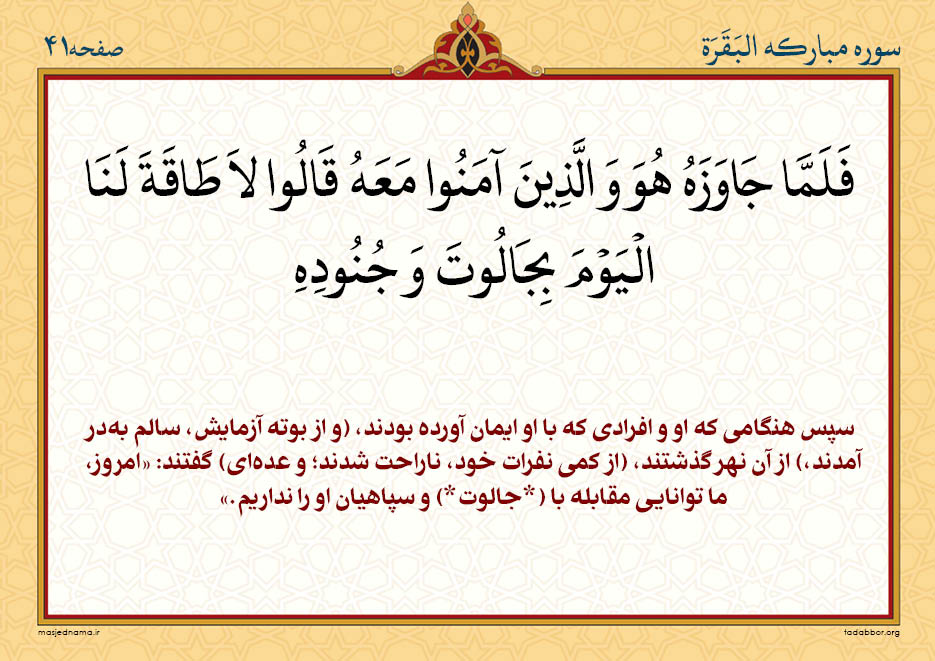 سوره مبارکه البَقَرَة
صفحه۴۱
فَلَمَّا جَاوَزَهُ هُوَ وَ الَّذِينَ آمَنُوا مَعَهُ قَالُوا لاَ طَاقَةَ لَنَا
الْيَوْمَ بِجَالُوتَ وَ جُنُودِهِ
سپس هنگامی که او و افرادی که با او ایمان آورده بودند، (و از بوته آزمایش، سالم به‌در
آمدند،) از آن نهر گذشتند، (از کمی نفرات خود، ناراحت شدند؛ و عده‌ای) گفتند: «امروز،
ما توانایی مقابله با (*جالوت*) و سپاهیان او را نداریم.»
masjednama.ir
tadabbor.org